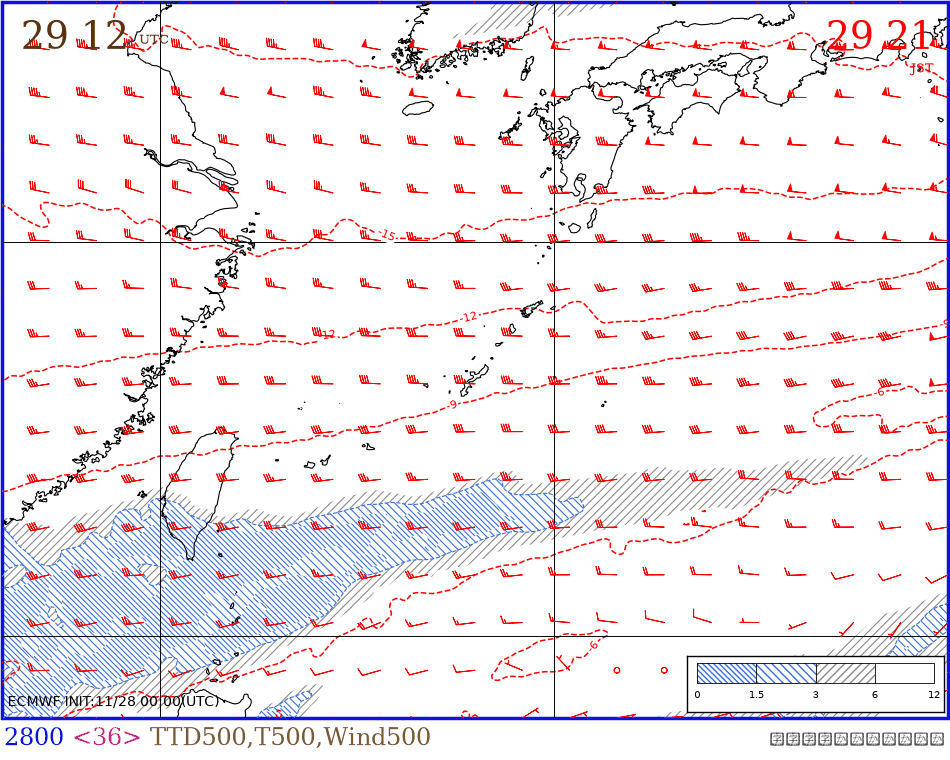 29 12 UTC
29 21
JST
-15
-12
-12
-9
-9
-6
-6
ECMWF INIT:11/28 00:00(UTC)
0 1.5 3 6 12
2800 <36> TTD500,T500,Wind500